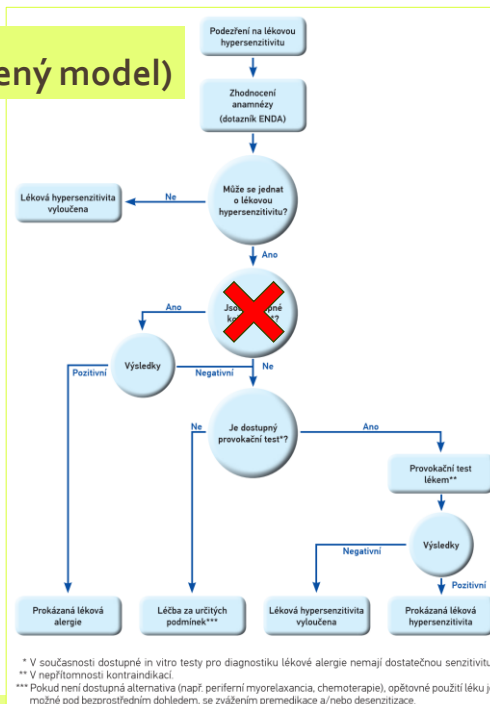 ený model)
Podezření na lékovou
hypersenzitivitu
Zhodnocení
anamnézy
(dotazník ENDA)
Může se jednat
o lékovou
hypersenzitivitu?
Ne
Léková hypersenzitivita
vyloučena
Ano
Ano
Výsledky
Pozitivní
Negativní
Ne
Je dostupný
provokační test*?
Ne
Ano
Provokační test
lékem**
Výsledky
Negativní
Pozitivní
Prokázaná léková
alergie
Léčba za určitých
podmínek***
Léková hypersenzitivita
vyloučena
Prokázaná léková
hypersenzitivita
* V současnosti dostupné in vitro testy pro diagnostiku lékové alergie nemají dostatečnou senzitivitu
** V nepřítomnosti kontraindikací.
*** Pokud není dostupná alternativa (např. periferní myorelaxancia, chemoterapie), opětovné použití léku je
možné pod bezprostředním dohledem, se zvážením premedikace a/nebo desenzitizace.